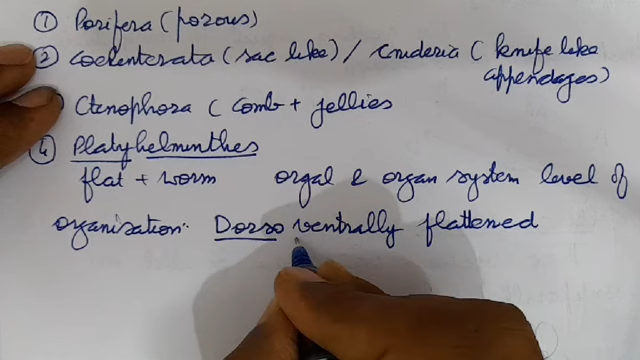 ① Porifera (porous)
② Coelenterata (sac like) / Cnideria (knife like
appendages)
Ctenophora (Comb + jellies
④ Platyhelminthes
flat + worm orgal & organ system level of
organisation. Dorso ventrally flattened